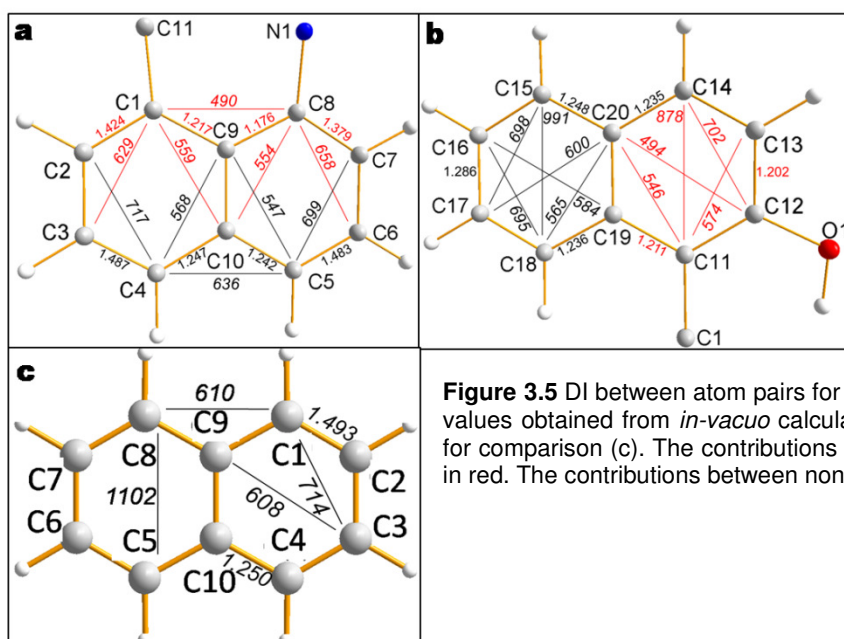 a
C11
N1
C1
490
C8
1.424
1.217
C9
1.176
1.379
C2
629
559
554
658
C7
717
568
547
699
C3
C10
C6
1.487
1.247
1.242
1.483
C4
636
C5
b
C15
1.248
C20
1.235
C14
C16
698
991
600
878
702
C13
494
1.286
1.202
C17
695
565
584
546
574
C12
O1
C18
1.236
C19
1.211
C11
C1
c
610
C9
1.493
C8
C1
C7
1102
608
714
C2
C6
C3
C5
C4
C10
1.250
Figure 3.5 DI between atom pairs for
values obtained from in-vacuo calcula
for comparison (c). The contributions
in red. The contributions between non